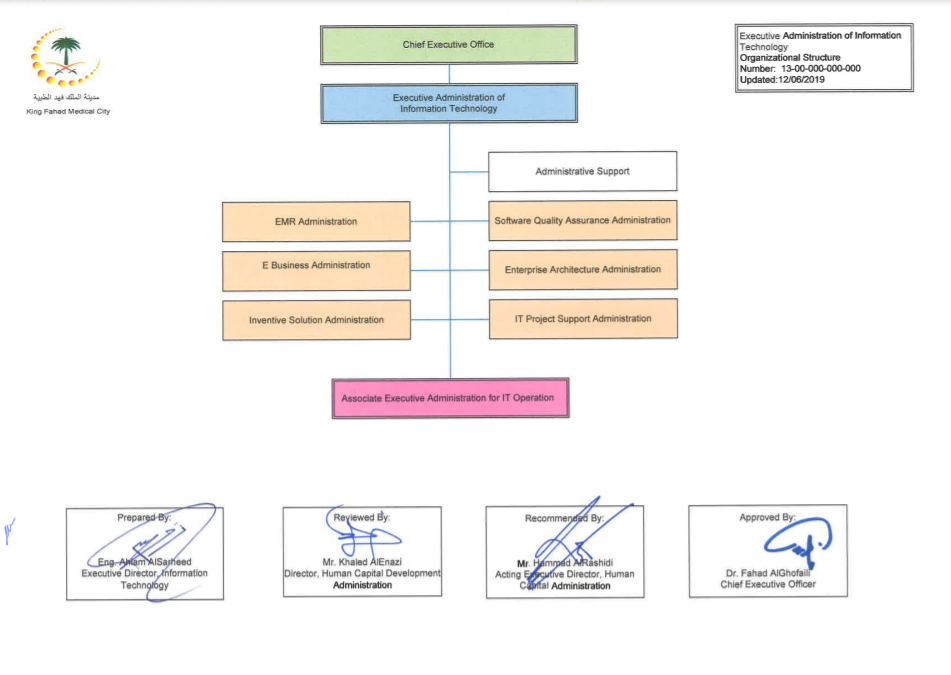 مدينة الملك فهد الطبية
King Fahad Medical City
Chief Executive Office
Executive Administration of Information
Technology
Organizational Structure
Number: 13-00-000-000-000
Updated:12/06/2019
Executive Administration of
Information Technology
Administrative Support
EMR Administration
Software Quality Assurance Administration
E Business Administration
Enterprise Architecture Administration
Inventive Solution Administration
IT Project Support Administration
Associate Executive Administration for IT Operation
Prepared By:
Eng. Ahlam AlSasheed
Executive Director, Information
Technology
Reviewed By:
Mr. Khaled AlEnazi
Director, Human Capital Development
Administration
Recommended By:
Mr. Hammad AlRashidi
Acting Executive Director, Human
Capital Administration
Approved By:
Dr. Fahad AlGhofaili
Chief Executive Officer